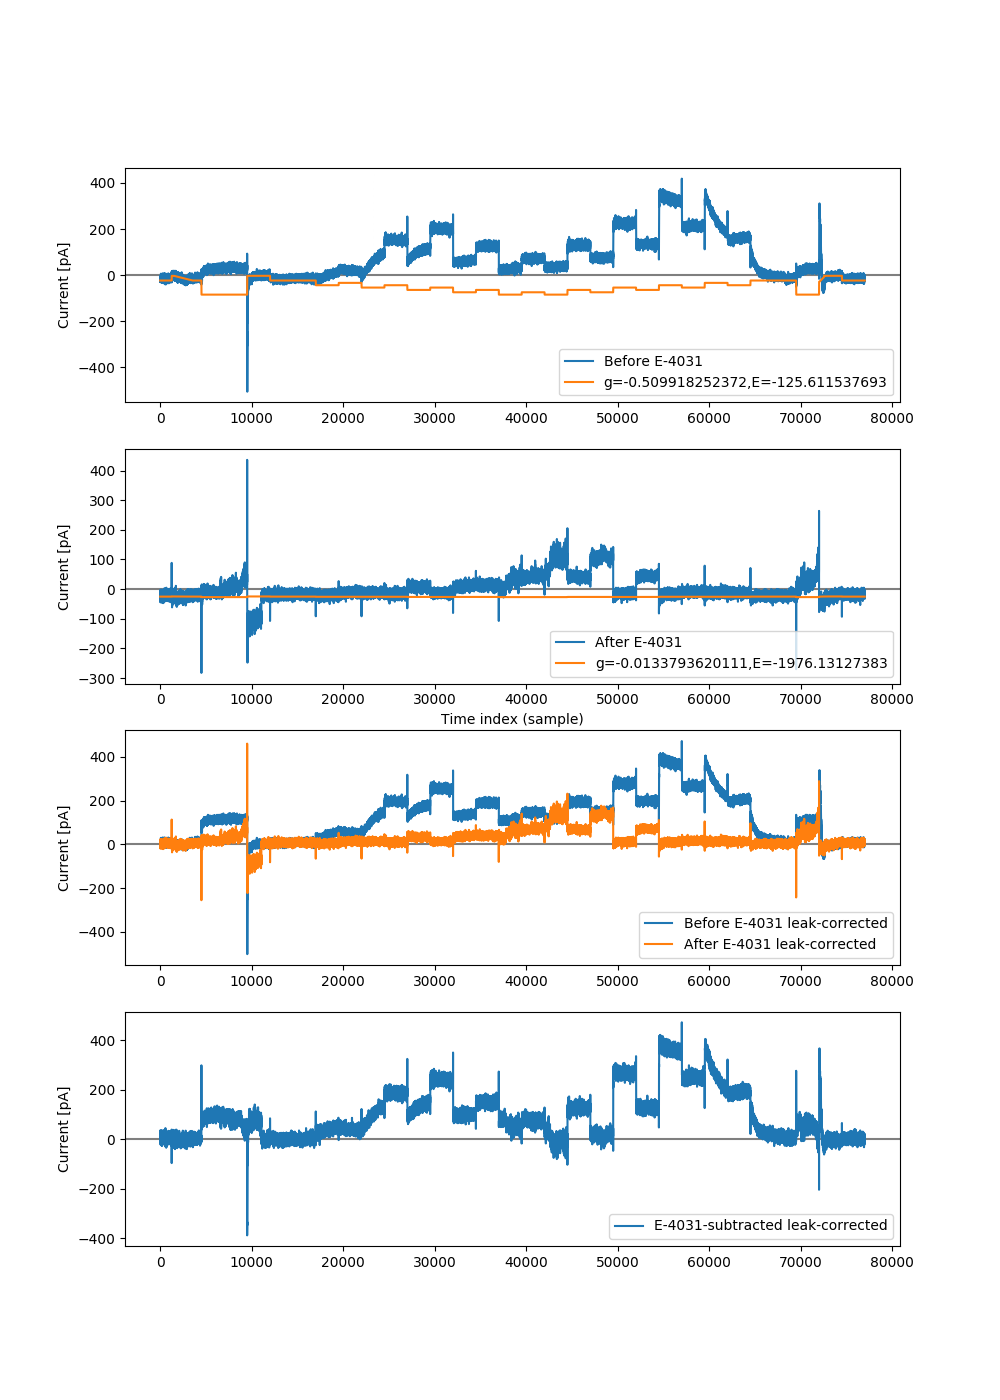 400
200
0
−200
−400
Current [pA]
Before E-4031
g=-0.509918252372,E=-125.611537693
0 10000 20000 30000 40000 50000 60000 70000 80000
400
300
200
100
0
−100
−200
−300
Current [pA]
After E-4031
g=-0.0133793620111,E=-1976.13127383
0 10000 20000 30000 40000 50000 60000 70000 80000
Time index (sample)
400
200
0
−200
−400
Current [pA]
Before E-4031 leak-corrected
After E-4031 leak-corrected
0 10000 20000 30000 40000 50000 60000 70000 80000
400
200
0
−200
−400
Current [pA]
E-4031-subtracted leak-corrected
0 10000 20000 30000 40000 50000 60000 70000 80000